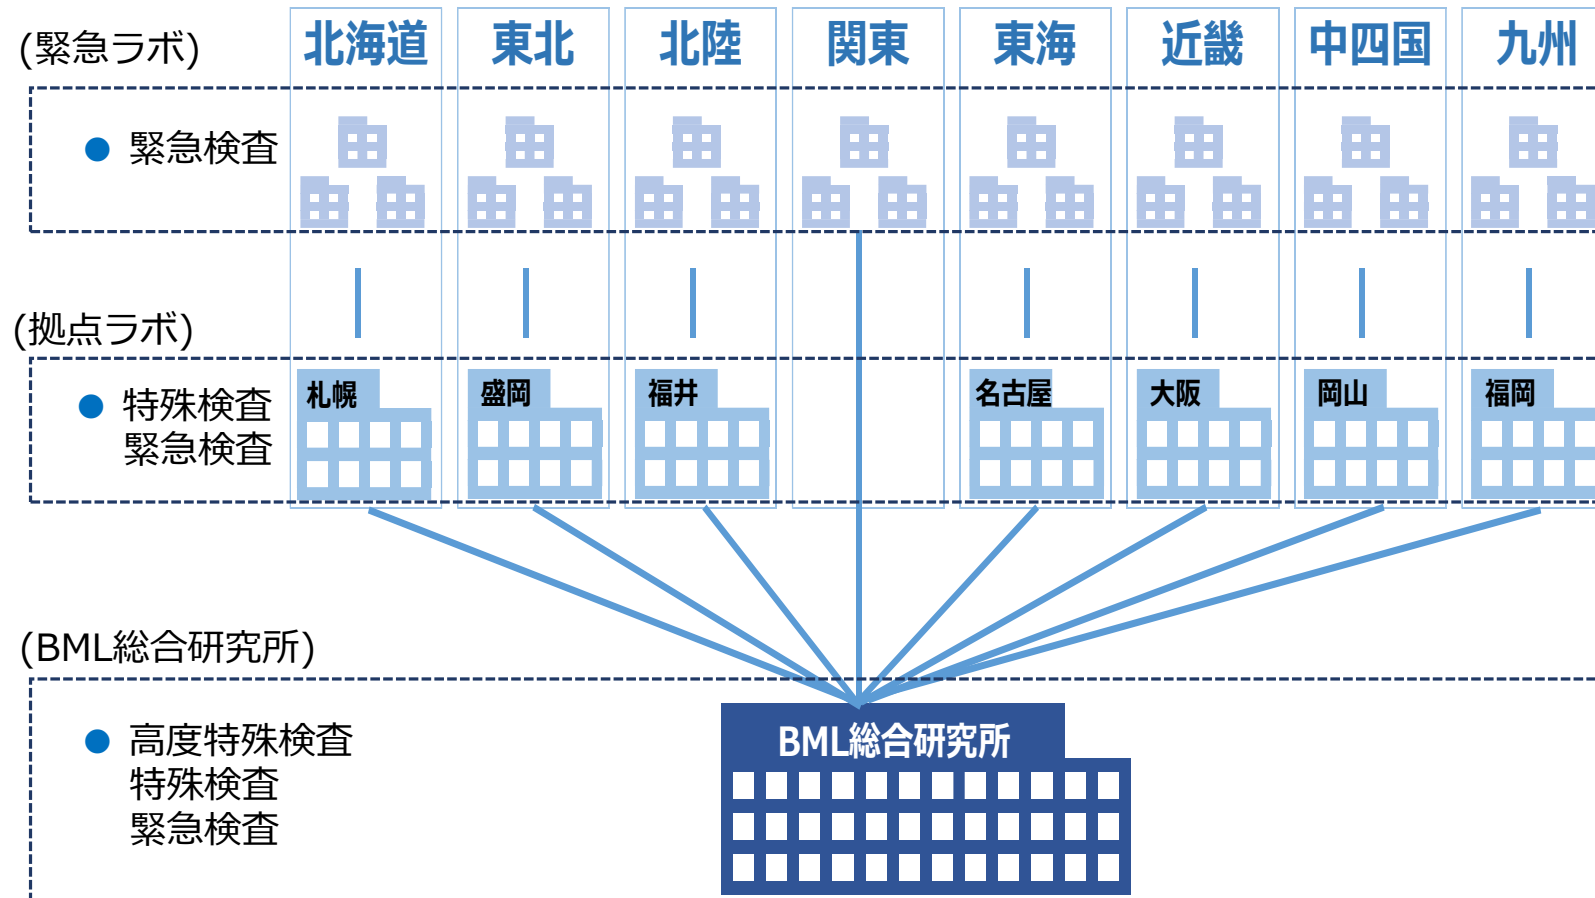 (緊急ラボ)
北海道 東北 北陸 関東 東海 近畿 中四国 九州
● 緊急検査
(拠点ラボ)
● 特殊検査
緊急検査
札幌 盛岡 福井 名古屋 大阪 岡山 福岡
(BML総合研究所)
● 高度特殊検査
特殊検査
緊急検査
BML総合研究所